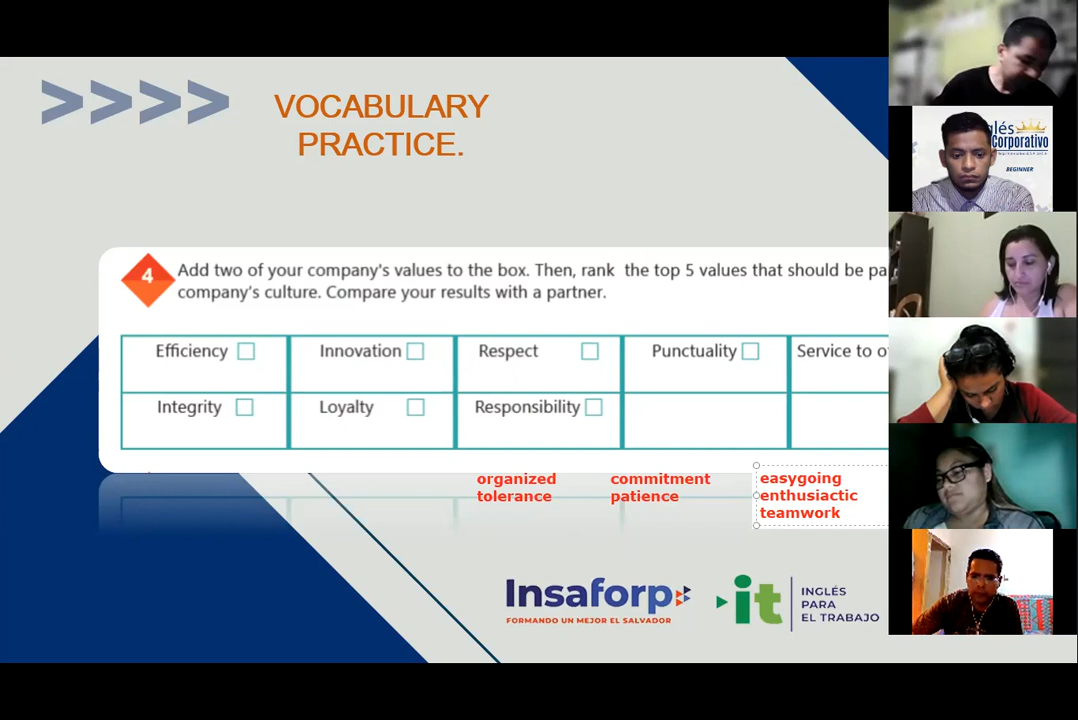 >>>> VOCABULARY
PRACTICE.
4
Add two of your company's values to the box. Then, rank the top 5 values that should be
company's culture. Compare your results with a partner.
Efficiency
Innovation
Respect
Punctuality
Service to
Integrity
Loyalty
Responsibility
organized
tolerance
commitment
patience
easygoing
enthusiactic
teamwork
Insaforp
FORMANDO UN MEJOR EL SALVADOR
it
INGLÉS
PARA
EL TRABAJO
Corporativo
BEGINNER